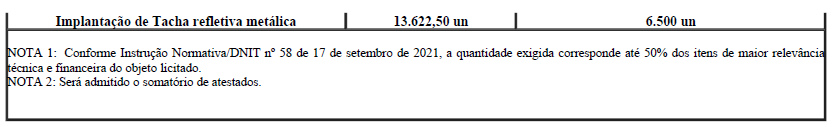 Implantação de Tacha refletiva metálica 13.622,50 un 6.500 un
NOTA 1: Conforme Instrução Normativa/DNIT nº 58 de 17 de setembro de 2021, a quantidade exigida corresponde até 50% dos itens de maior relevância
técnica e financeira do objeto licitado.
NOTA 2: Será admitido o somatório de atestados.